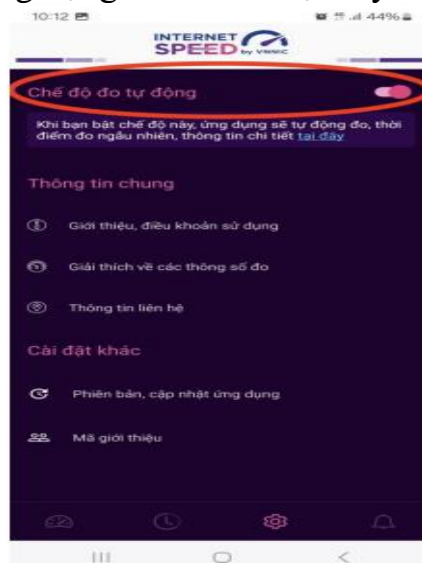 10:12 44%
INTERNET
SPEED by VNNIC
Chế độ đo tự động
Khi bạn bật chế độ này, ứng dụng sẽ tự động đo, thời
điểm đo ngẫu nhiên, thông tin chi tiết tại đây
Thông tin chung
Giới thiệu, điều khoản sử dụng
Giải thích về các thông số đo
Thông tin liên hệ
Cài đặt khác
Phiên bản, cập nhật ứng dụng
Mã giới thiệu